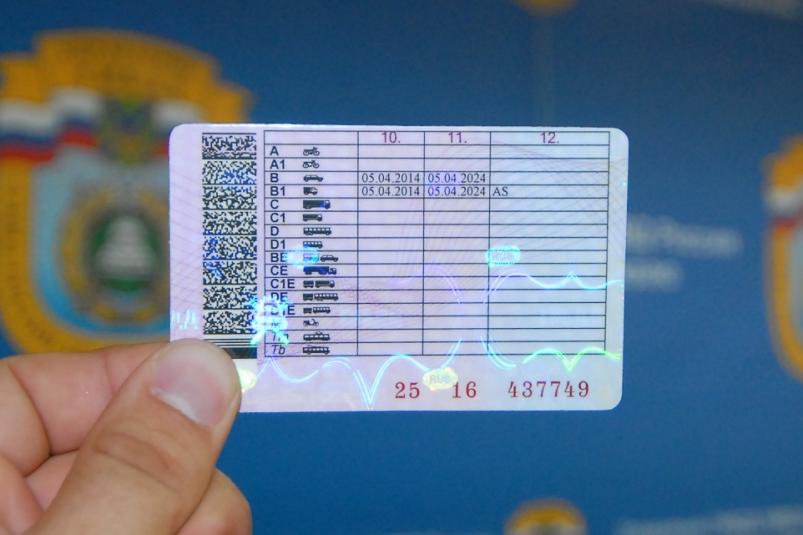 10. 11. 12.
A
A1
B 05.04.2014 05.04.2024
B1 05.04.2014 05.04.2024 AS
C
C1
D
D1
BE
CE
C1E
DE
D1E
M
Tm
Tb
RUS
25 16 437749